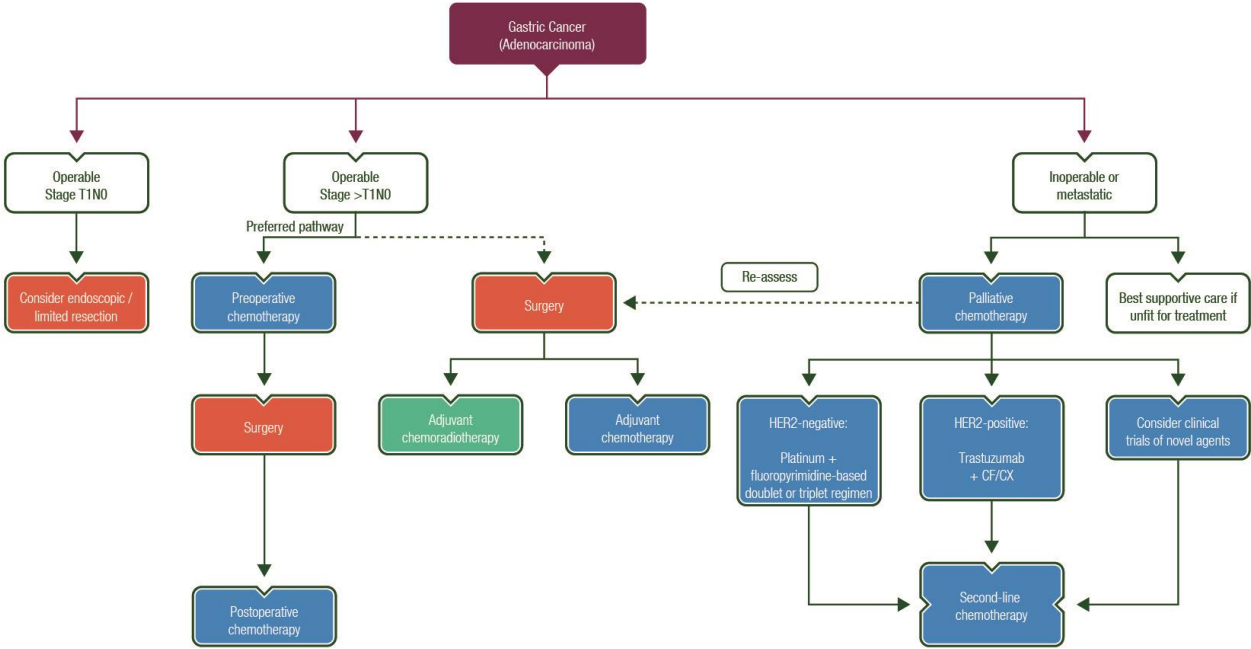 Gastric Cancer
(Adenocarcinoma)
Operable
Stage T1N0
Operable
Stage >T1N0
Inoperable or
metastatic
Preferred pathway
Consider endoscopic /
limited resection
Preoperative
chemotherapy
Surgery
Re-assess
Palliative
chemotherapy
Best supportive care if
unfit for treatment
Surgery
Adjuvant
chemoradiotherapy
Adjuvant
chemotherapy
HER2-negative:
Platinum +
fluoropyrimidine-based
doublet or triplet regimen
HER2-positive:
Trastuzumab
+ CF/CX
Consider clinical
trials of novel agents
Postoperative
chemotherapy
Second-line
chemotherapy